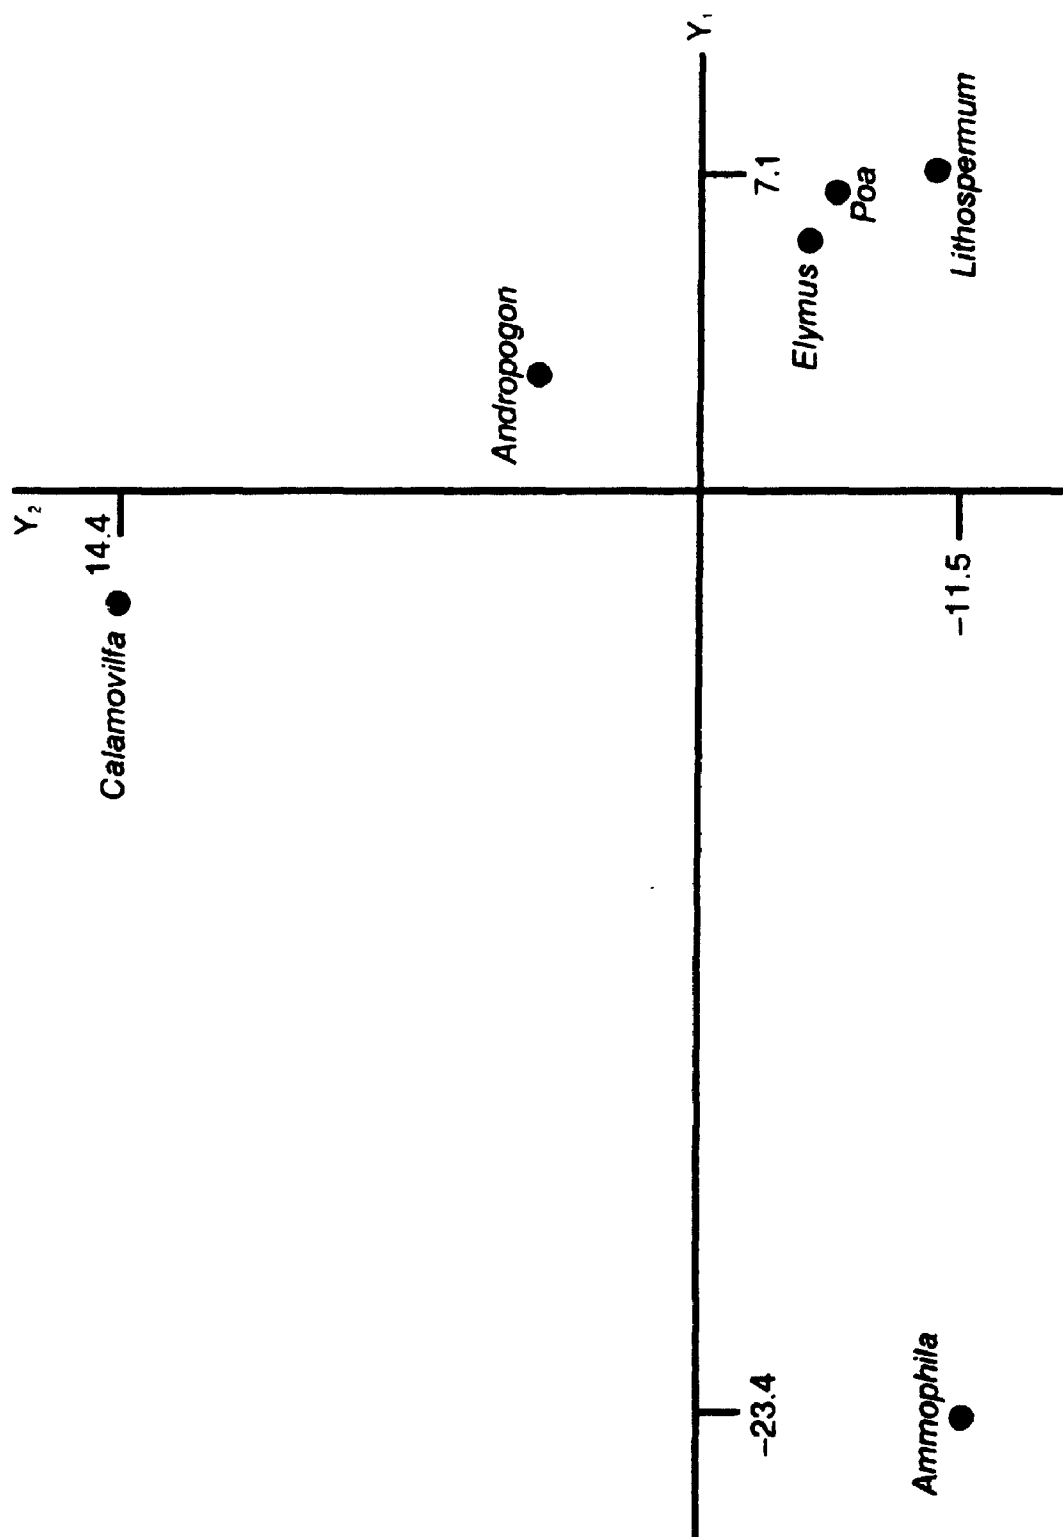 Y₂
14.4
Calamovilfa
Andropogon
Y₁
7.1
Elymus
Poa
Lithospermum
−11.5
−23.4
Ammophila